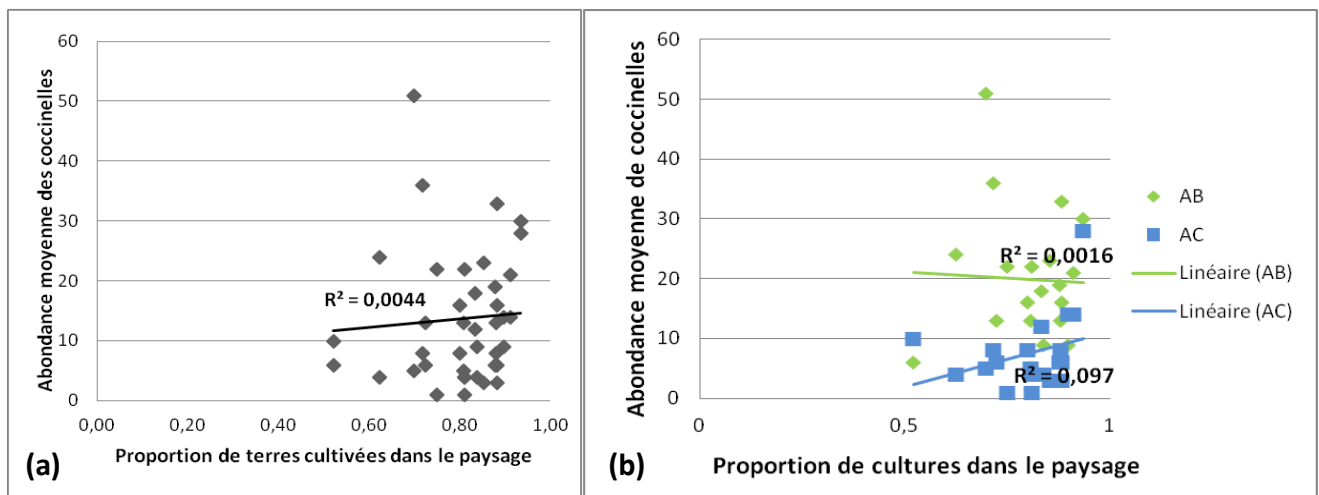 Abondance moyenne des coccinelles
60
50
40
30
20
10
0
R² = 0,0044
0,00 0,20 0,40 0,60 0,80 1,00
Proportion de terres cultivées dans le paysage
(a)
Abondance moyenne de coccinelles
60
50
40
30
20
10
0
R² = 0,0016
R² = 0,097
0 0,5 1
Proportion de cultures dans le paysage
(b)
AB
AC
Linéaire (AB)
Linéaire (AC)